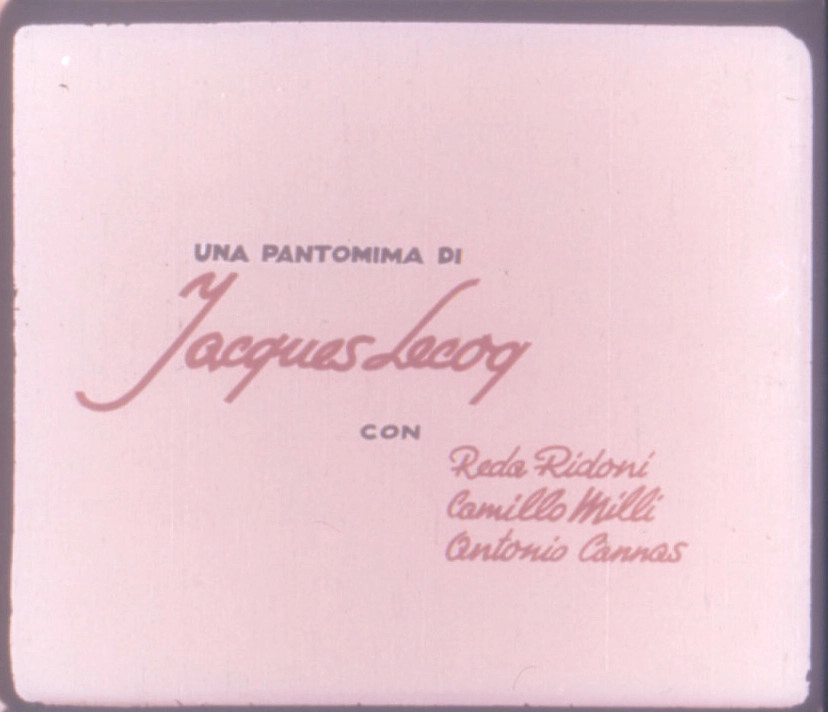 UNA PANTOMIMA DI
Jacques Lecoq
CON
Reda Ridoni
Camillo Milli
Antonio Cannas